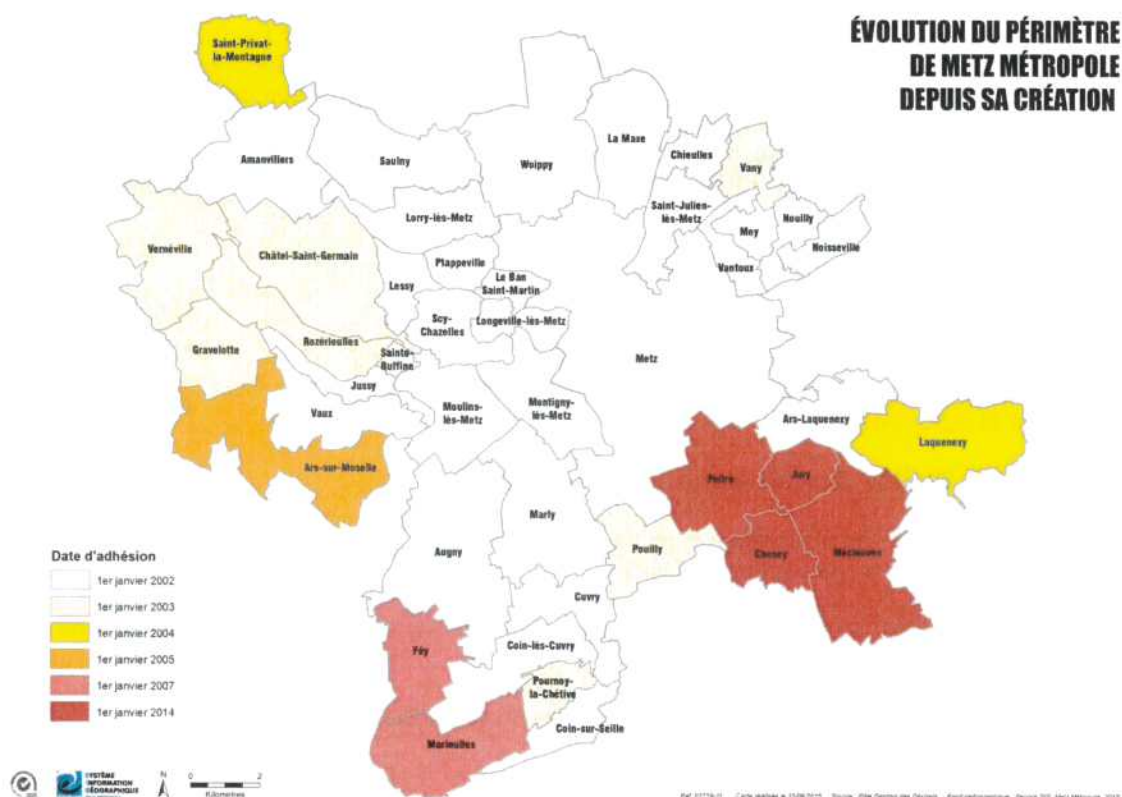 ÉVOLUTION DU PÉRIMÈTRE
DE METZ MÉTROPOLE
DEPUIS SA CRÉATION
Saint-Privat-
la-Montagne
Amanvillers
Saulny
Woippy
La Maxe
Chieulles
Vany
Saint-Julien-
lès-Metz
Mey
Nouilly
Noisseville
Vantoux
Lorry-lès-Metz
Vernéville
Châtel-Saint-Germain
Plappeville
Lessy
Le Ban
Saint-Martin
Scy-
Chazelles
Longeville-lès-Metz
Gravelotte
Rozérieulles
Sainte-
Ruffine
Jussy
Metz
Vaux
Moulins-
lès-Metz
Montigny-
lès-Metz
Ars-Laquenexy
Laquenexy
Ars-sur-Moselle
Peltre
Jury
Marly
Augny
Pouilly
Chesny
Mécleuves
Cuvry
Coin-lès-Cuvry
Féy
Pournoy-
la-Chétive
Coin-sur-Seille
Marieulles
Date d'adhésion
1er janvier 2002
1er janvier 2003
1er janvier 2004
1er janvier 2005
1er janvier 2007
1er janvier 2014
SYSTÈME
INFORMATION
GÉOGRAPHIQUE
N
0 2
Kilomètres